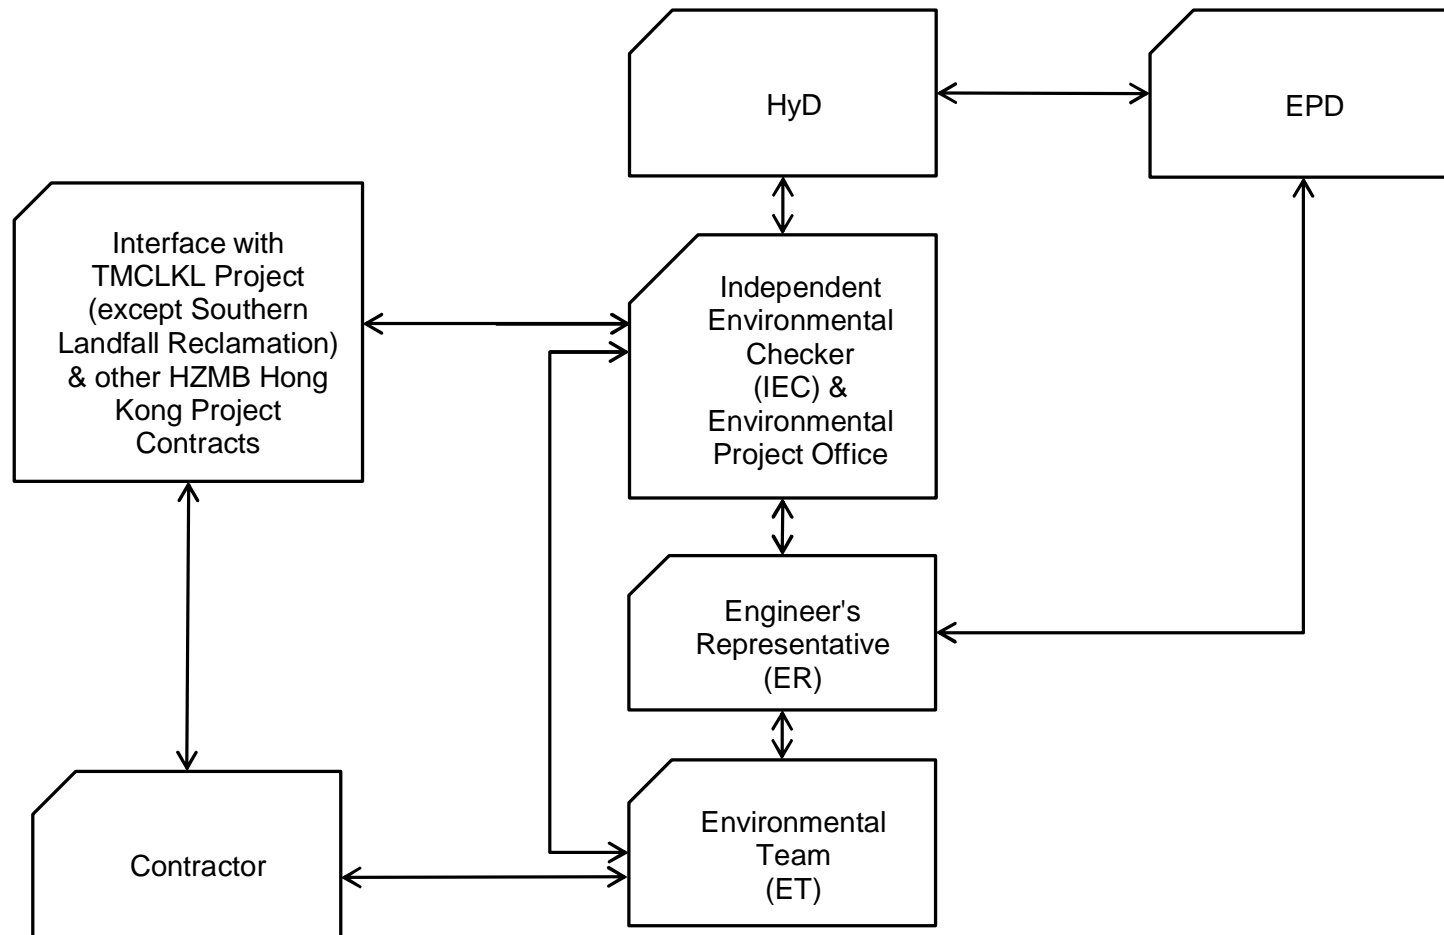 HyD
EPD
Interface with
TMCLKL Project
(except Southern
Landfall Reclamation)
& other HZMB Hong
Kong Project
Contracts
Independent
Environmental
Checker
(IEC) &
Environmental
Project Office
Engineer's
Representative
(ER)
Environmental
Team
(ET)
Contractor